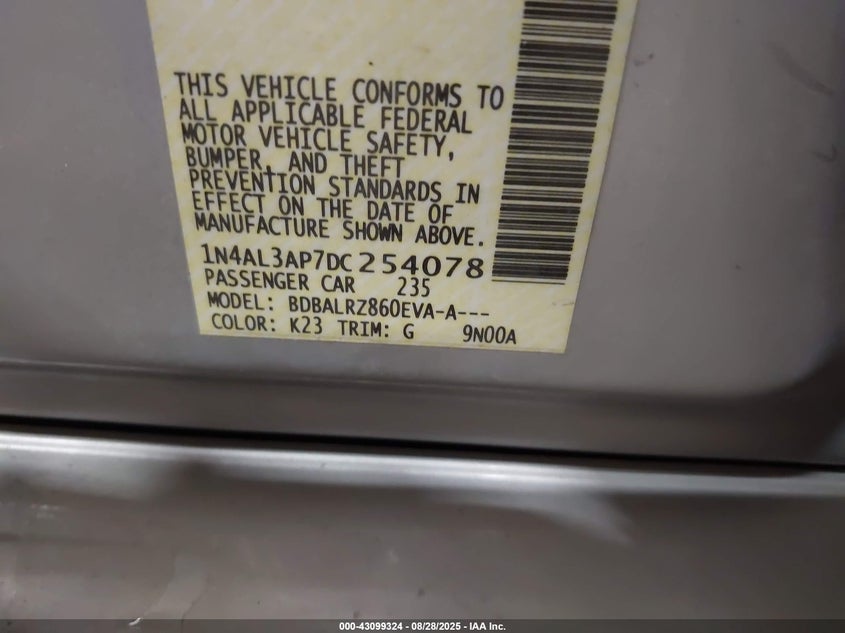 THIS VEHICLE CONFORMS TO
ALL APPLICABLE FEDERAL
MOTOR VEHICLE SAFETY,
BUMPER, AND THEFT
PREVENTION STANDARDS IN
EFFECT ON THE DATE OF
MANUFACTURE SHOWN ABOVE.
1N4AL3AP7DC254078
PASSENGER CAR 235
MODEL: BDBALRZ860EVA-A---
COLOR: K23 TRIM: G 9N00A
000-43099324 | 08/28/2025 - IAA Inc.